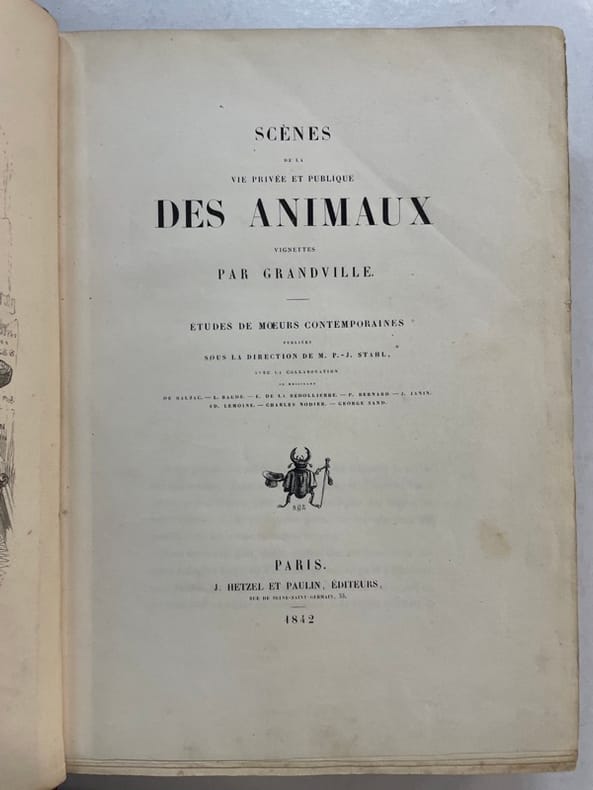 SCÈNES
DE LA
VIE PRIVÉE ET PUBLIQUE
DES ANIMAUX
VIGNETTES
PAR GRANDVILLE.
ÉTUDES DE MŒURS CONTEMPORAINES
PUBLIÉES
SOUS LA DIRECTION DE M. P.-J. STAHL,
AVEC LA COLLABORATION
DE MESSIEURS
DE BALZAC. — L. BAUDE. — E. DE LA BÉDOLLIERRE. — P. BERNARD. — J. JANIN.
ED. LEMOINE. — CHARLES NODIER. — GEORGE SAND.
PARIS.
J. HETZEL ET PAULIN, ÉDITEURS,
RUE DE SEINE-SAINT-GERMAIN, 33.
1842